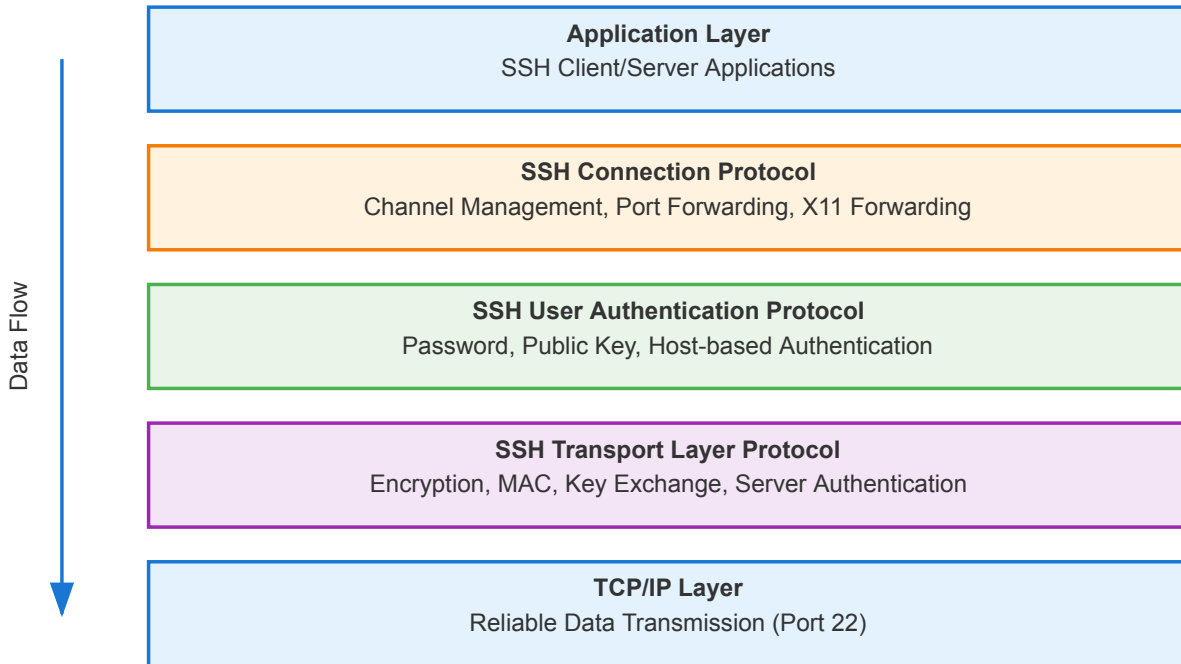 Application Layer
SSH Client/Server Applications
SSH Connection Protocol
Channel Management, Port Forwarding, X11 Forwarding
SSH User Authentication Protocol
Password, Public Key, Host-based Authentication
SSH Transport Layer Protocol
Encryption, MAC, Key Exchange, Server Authentication
TCP/IP Layer
Reliable Data Transmission (Port 22)
Data Flow